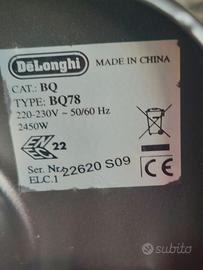 DeLonghi MADE IN CHINA
CAT.: BQ
TYPE: BQ78
220-230V ~ 50/60 Hz
2450W
22
Ser. Nr. 22620 S09
ELC.1
CE
subito